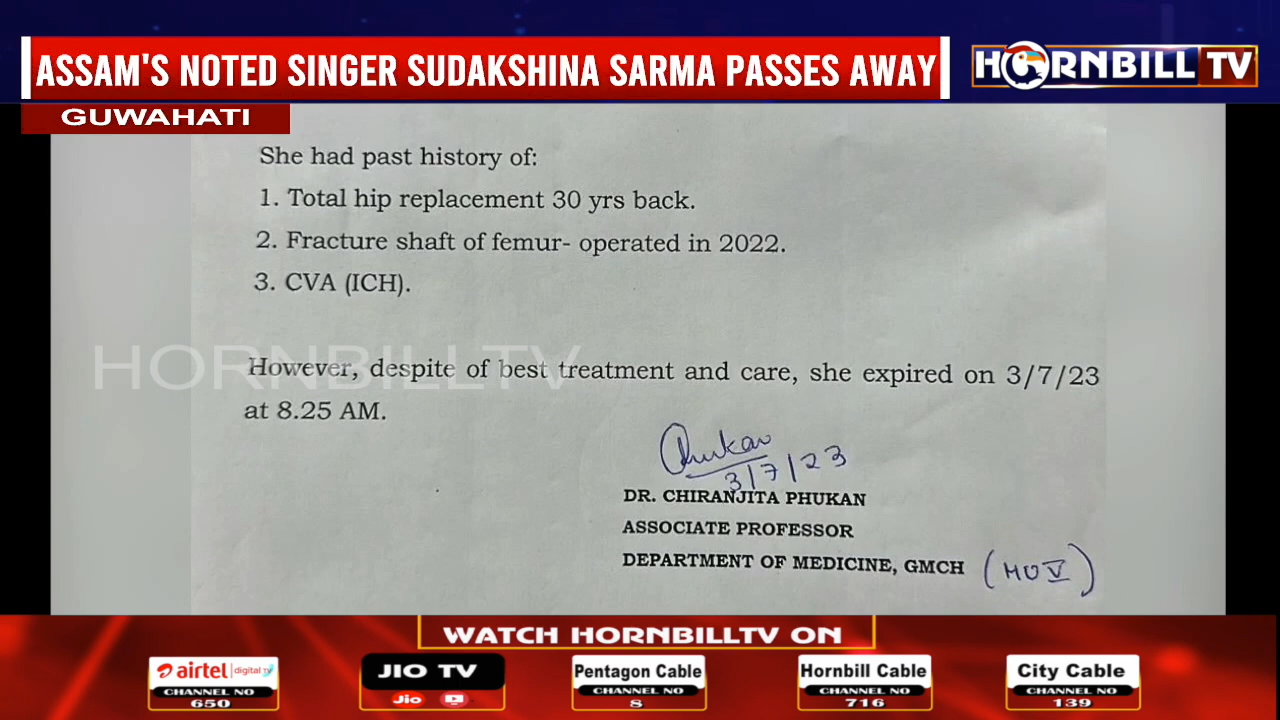 ASSAM'S NOTED SINGER SUDAKSHINA SARMA PASSES AWAY
HORNBILL TV
GUWAHATI
She had past history of:
1. Total hip replacement 30 yrs back.
2. Fracture shaft of femur- operated in 2022.
3. CVA (ICH).
HORNBILLTV
However, despite of best treatment and care, she expired on 3/7/23
at 8.25 AM.
Phukan
3/7/23
DR. CHIRANJITA PHUKAN
ASSOCIATE PROFESSOR
DEPARTMENT OF MEDICINE, GMCH (MU V)
WATCH HORNBILLTV ON
airtel digital TV
CHANNEL NO
650
JIO TV
Jio
Pentagon Cable
CHANNEL NO
8
Hornbill Cable
CHANNEL NO
716
City Cable
CHANNEL NO
139